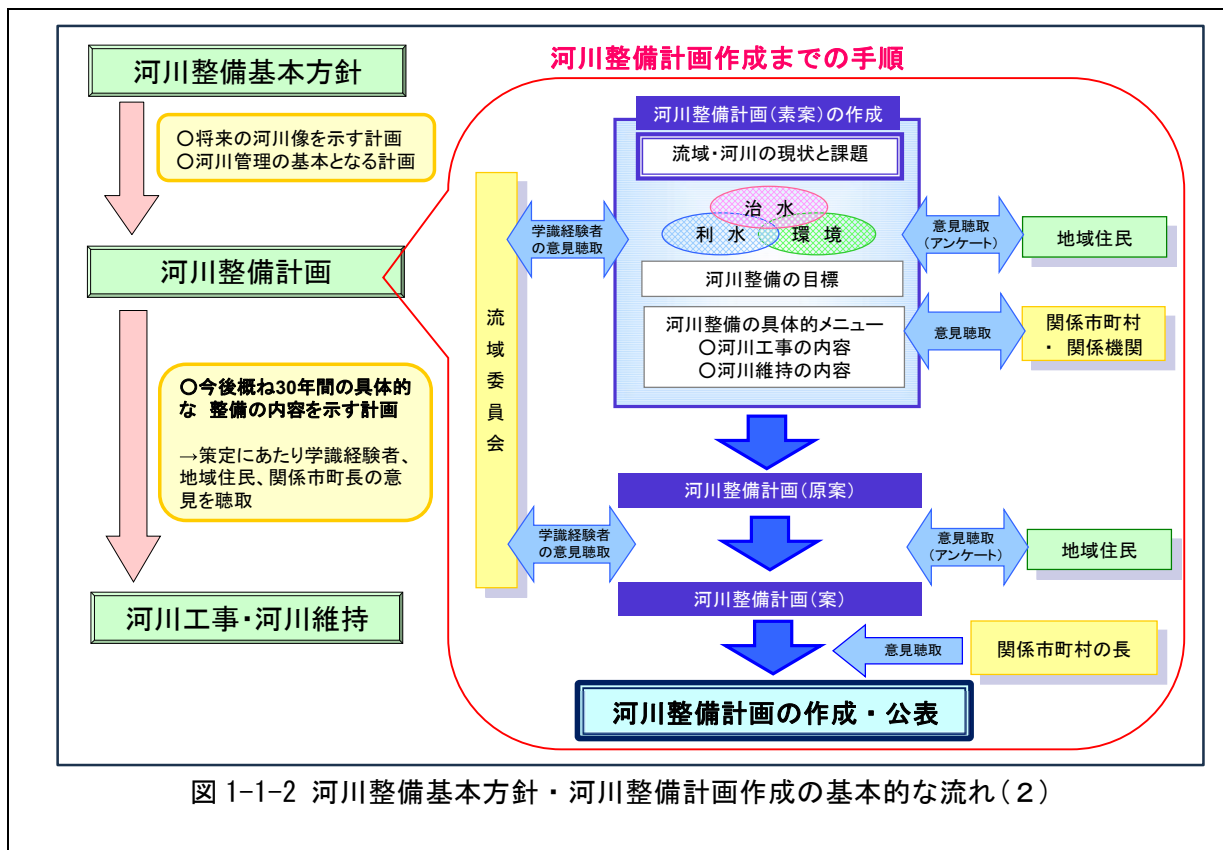 河川整備基本方針
〇将来の河川像を示す計画
〇河川管理の基本となる計画
河川整備計画
〇今後概ね30年間の具体的
な 整備の内容を示す計画
→策定にあたり学識経験者、
地域住民、関係市町長の意
見を聴取
河川工事・河川維持
河川整備計画作成までの手順
河川整備計画(素案)の作成
流域・河川の現状と課題
治 水
利 水
環 境
河川整備の目標
河川整備の具体的メニュー
〇河川工事の内容
〇河川維持の内容
流域委員会
学識経験者
の意見聴取
意見聴取
(アンケート)
地域住民
意見聴取
関係市町村
・ 関係機関
河川整備計画(原案)
学識経験者
の意見聴取
意見聴取
(アンケート)
地域住民
河川整備計画(案)
意見聴取
関係市町村の長
河川整備計画の作成・公表
図 1-1-2 河川整備基本方針・河川整備計画作成の基本的な流れ(２)